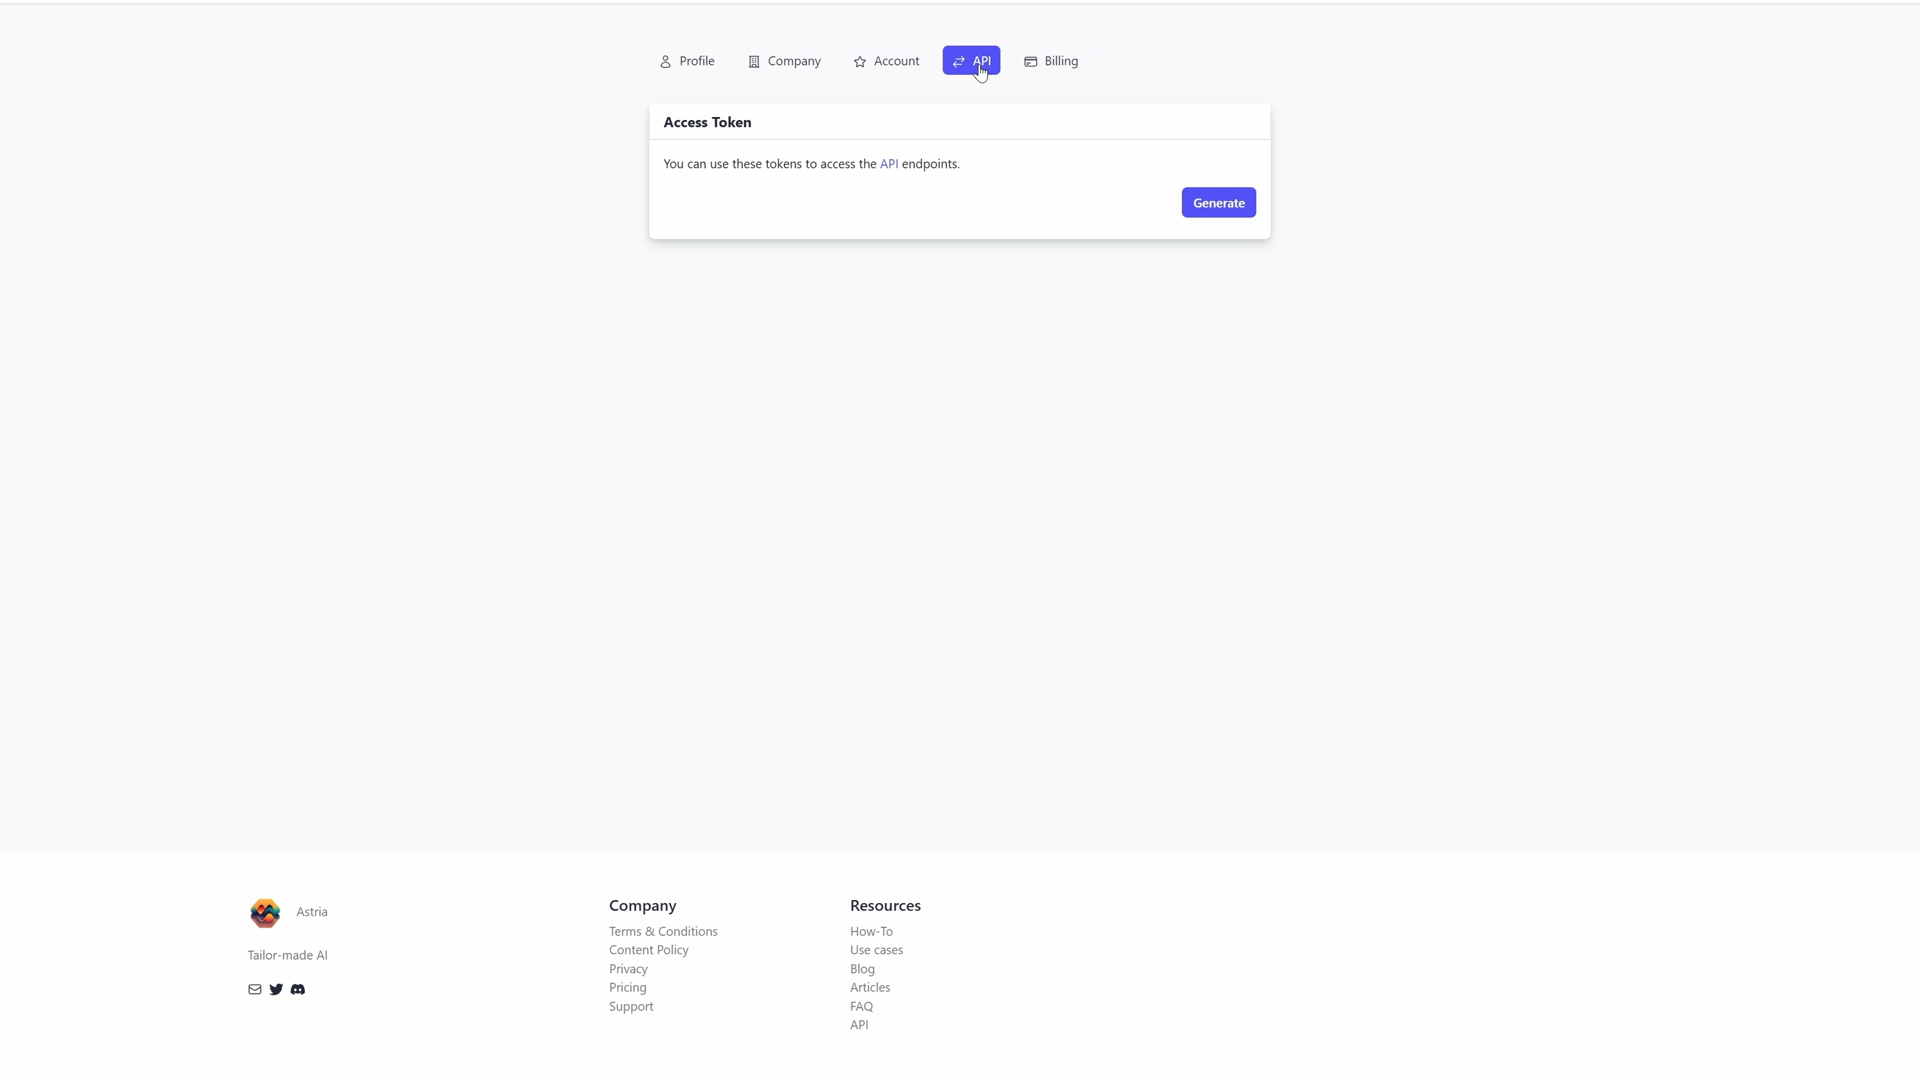 Profile
Company
Account
API
Billing
Access Token
You can use these tokens to access the API endpoints.
Generate
Astria
Tailor-made AI
Company
Terms & Conditions
Content Policy
Privacy
Pricing
Support
Resources
How-To
Use cases
Blog
Articles
FAQ
API